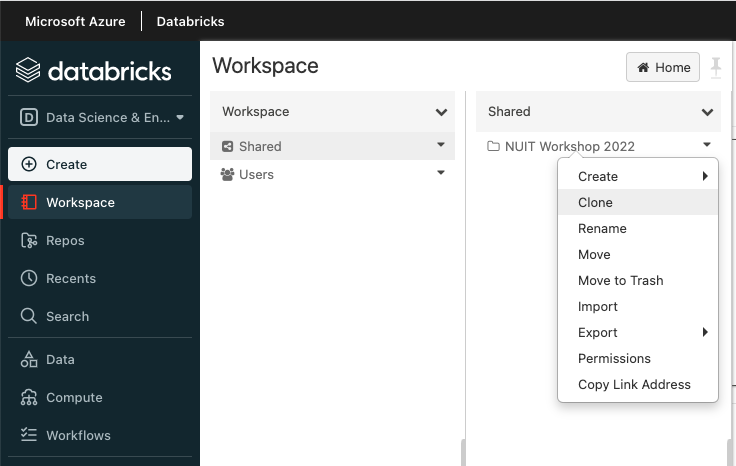 Microsoft Azure Databricks
databricks
Data Science & En...
Create
Workspace
Repos
Recents
Search
Data
Compute
Workflows
Workspace
Home
Workspace
Shared
Users
Shared
NUIT Workshop 2022
Create
Clone
Rename
Move
Move to Trash
Import
Export
Permissions
Copy Link Address